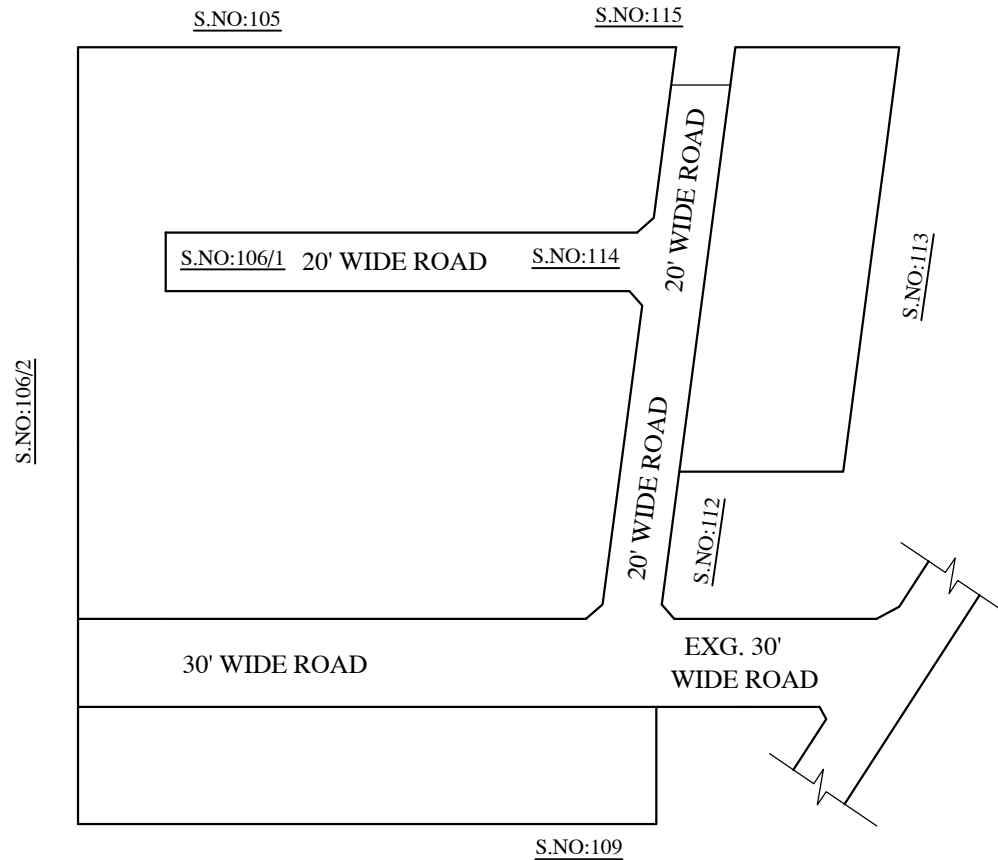 S.NO:105
S.NO:115
20' WIDE ROAD
S.NO:106/1
20' WIDE ROAD
S.NO:114
S.NO:113
S.NO:106/2
20' WIDE ROAD
S.NO:112
30' WIDE ROAD
EXG. 30'
WIDE ROAD
S.NO:109